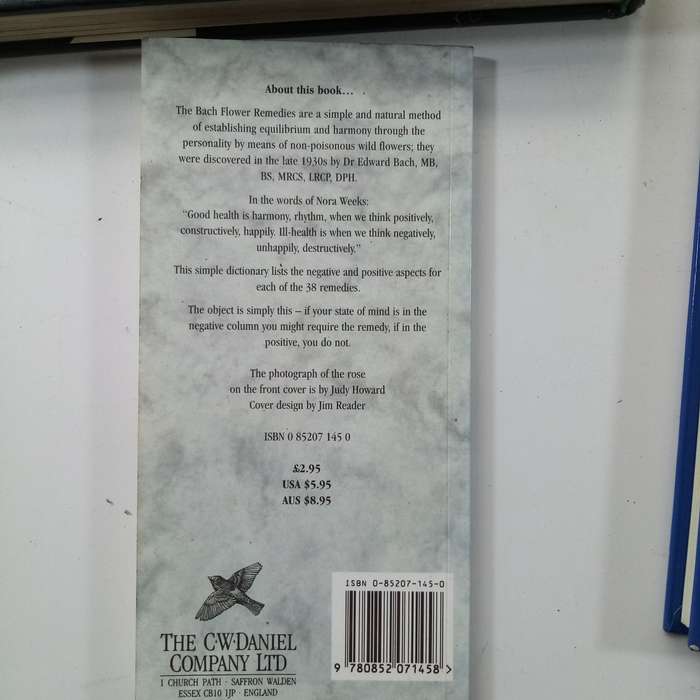 About this book...
The Bach Flower Remedies are a simple and natural method
of establishing equilibrium and harmony through the
personality by means of non-poisonous wild flowers; they
were discovered in the late 1930s by Dr Edward Bach, MB,
BS, MRCS, LRCP, DPH.
In the words of Nora Weeks:
"Good health is harmony, rhythm, when we think positively,
constructively, happily. Ill-health is when we think negatively,
unhappily, destructively."
This simple dictionary lists the negative and positive aspects for
each of the 38 remedies.
The object is simply this – if your state of mind is in the
negative column you might require the remedy, if in the
positive, you do not.
The photograph of the rose
on the front cover is by Judy Howard
Cover design by Jim Reader
ISBN 0 85207 145 0
£2.95
USA $5.95
AUS $8.95
THE C·W·DANIEL
COMPANY LTD
1 CHURCH PATH · SAFFRON WALDEN
ESSEX CB10 1JP · ENGLAND
ISBN 0-85207-145-0
9 780852 071458 >